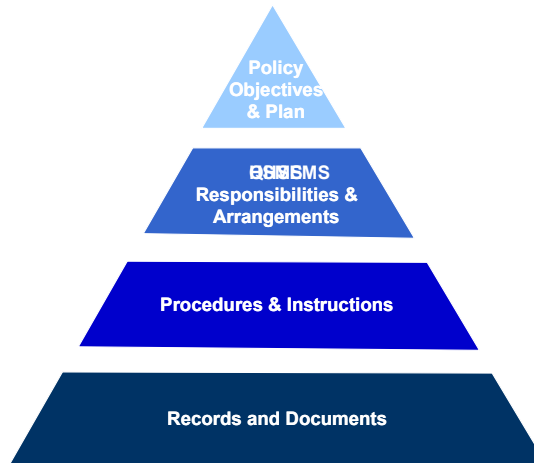 Policy
Objectives
& Plan
Responsibilities &
Arrangements
Procedures & Instructions
Records and Documents